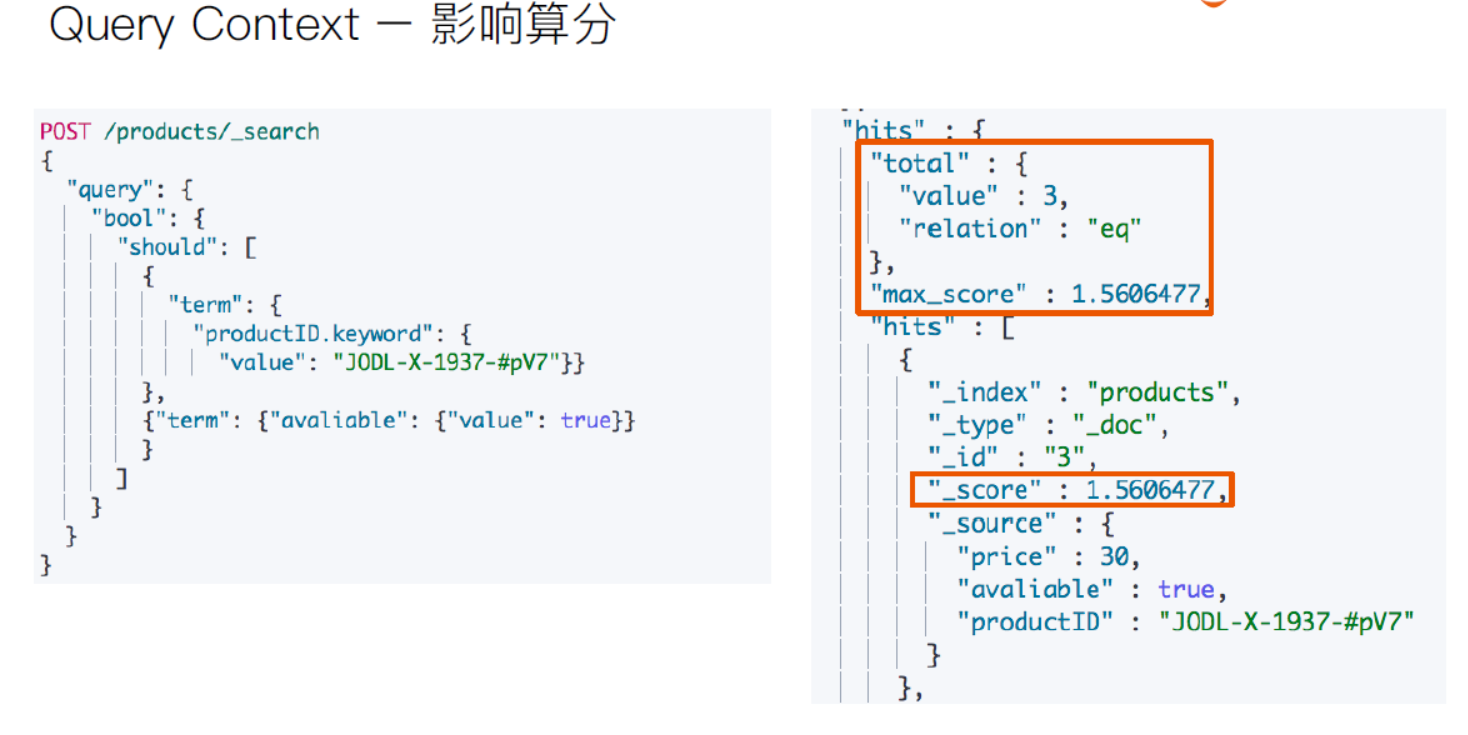 Query Context — 影响算分
POST /products/_search
{
  "query": {
    "bool": {
      "should": [
        {
          "term": {
            "productID.keyword": {
              "value": "JODL-X-1937-#pV7"}}
        },
        {"term": {"avaliable": {"value": true}}
        }
      ]
    }
  }
}
"hits" : {
  "total" : {
    "value" : 3,
    "relation" : "eq"
  },
  "max_score" : 1.5606477,
  "hits" : [
    {
      "_index" : "products",
      "_type" : "_doc",
      "_id" : "3",
      "_score" : 1.5606477,
      "_source" : {
        "price" : 30,
        "avaliable" : true,
        "productID" : "JODL-X-1937-#pV7"
      }
    },